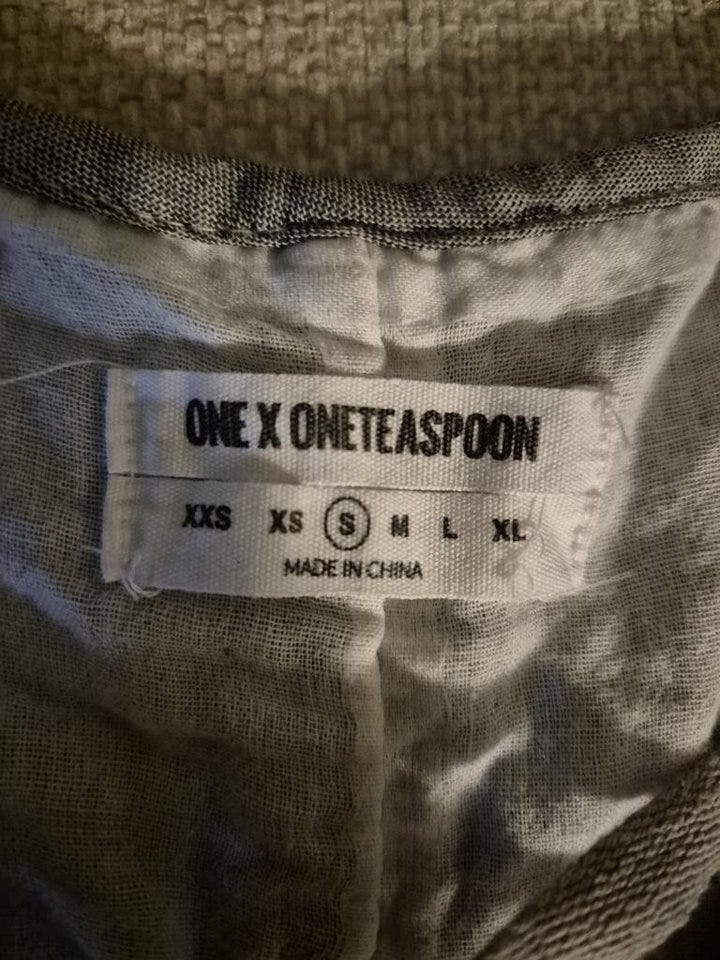 ONE X ONETEASPOON
XXS XS S M L XL
MADE IN CHINA